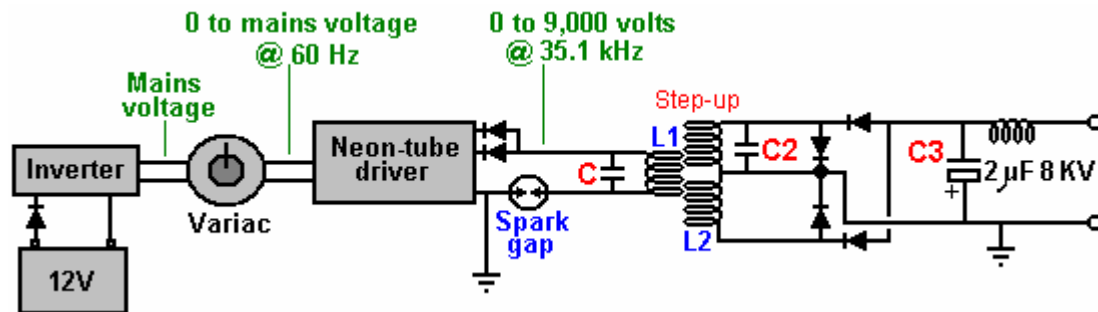 0 to mains voltage
@ 60 Hz
0 to 9,000 volts
@ 35.1 kHz
Mains
voltage
Step-up
Inverter
Variac
Neon-tube
driver
C
Spark
gap
L1
L2
C2
C3
2 µF 8 KV
+
12V